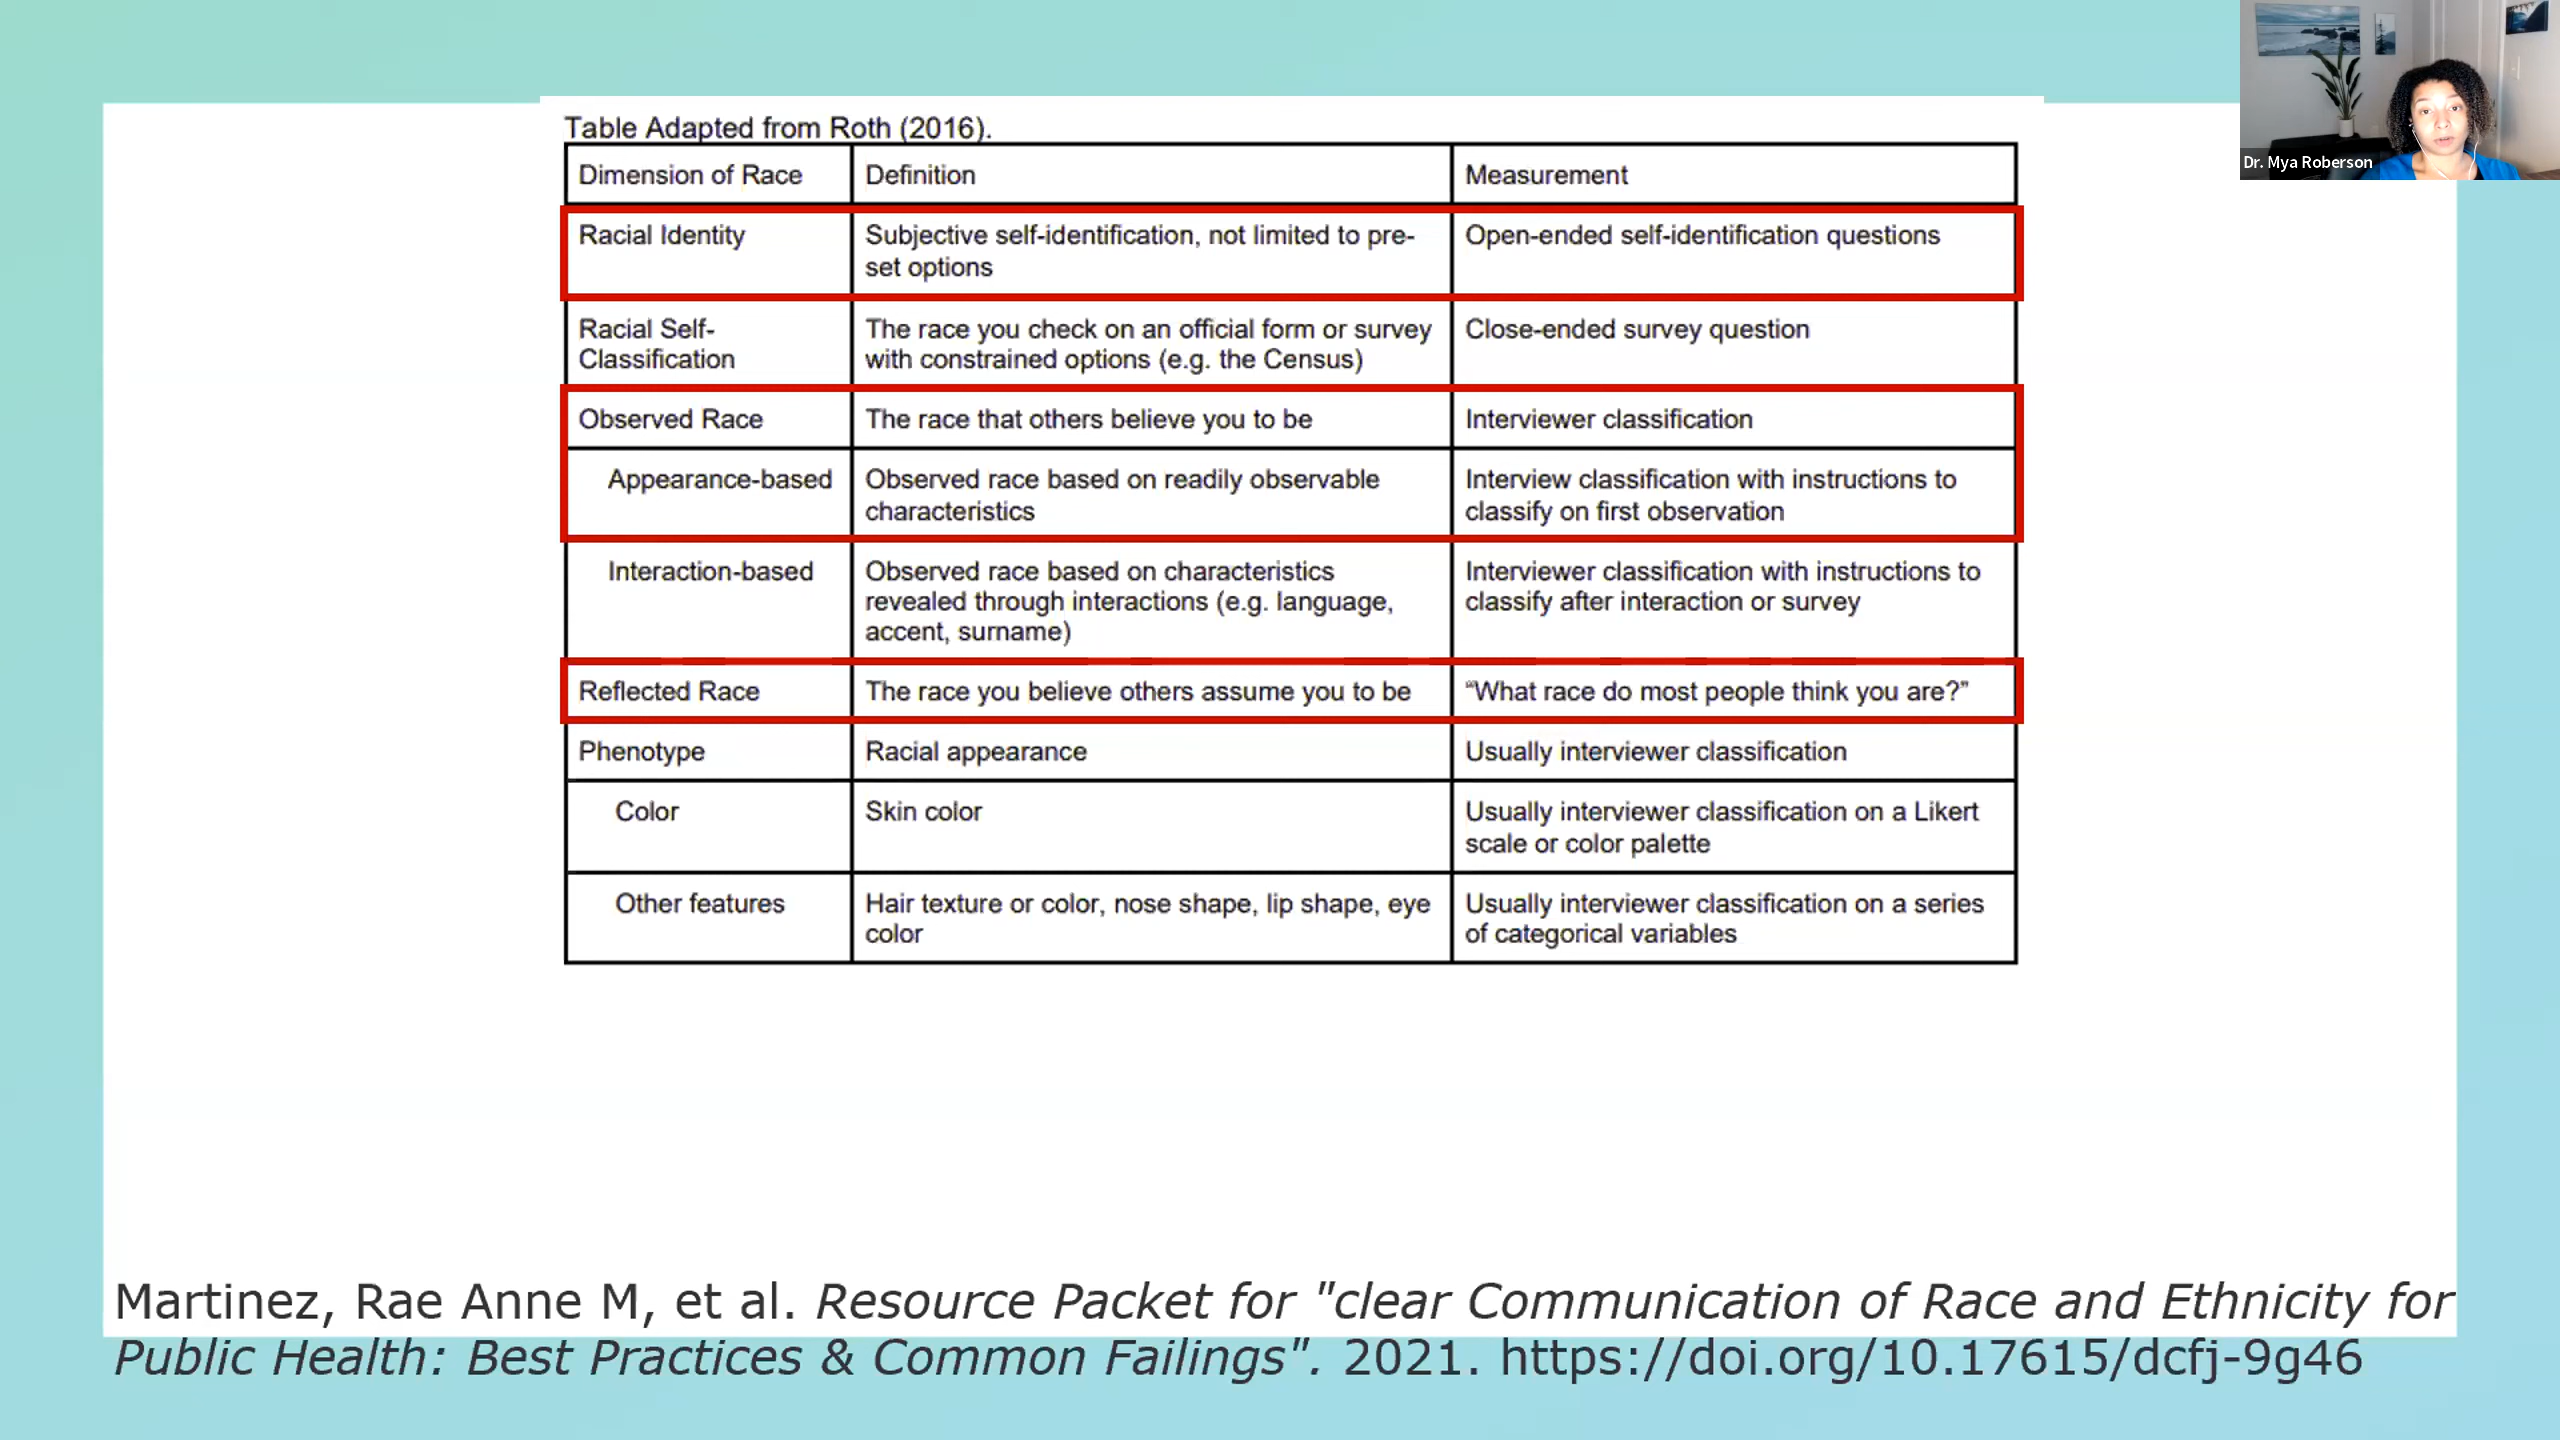 Table Adapted from Roth (2016).
Dimension of Race Definition Measurement
Racial Identity Subjective self-identification, not limited to pre- Open-ended self-identification questions
set options
Racial Self- The race you check on an official form or survey Close-ended survey question
Classification with constrained options (e.g. the Census)
Observed Race The race that others believe you to be Interviewer classification
Appearance-based Observed race based on readily observable Interview classification with instructions to
characteristics classify on first observation
Interaction-based Observed race based on characteristics Interviewer classification with instructions to
revealed through interactions (e.g. language, classify after interaction or survey
accent, surname)
Reflected Race The race you believe others assume you to be “What race do most people think you are?”
Phenotype Racial appearance Usually interviewer classification
Color Skin color Usually interviewer classification on a Likert
scale or color palette
Other features Hair texture or color, nose shape, lip shape, eye Usually interviewer classification on a series
color of categorical variables
Dr. Mya Roberson
Martinez, Rae Anne M, et al. Resource Packet for "clear Communication of Race and Ethnicity for
Public Health: Best Practices & Common Failings". 2021. https://doi.org/10.17615/dcfj-9g46